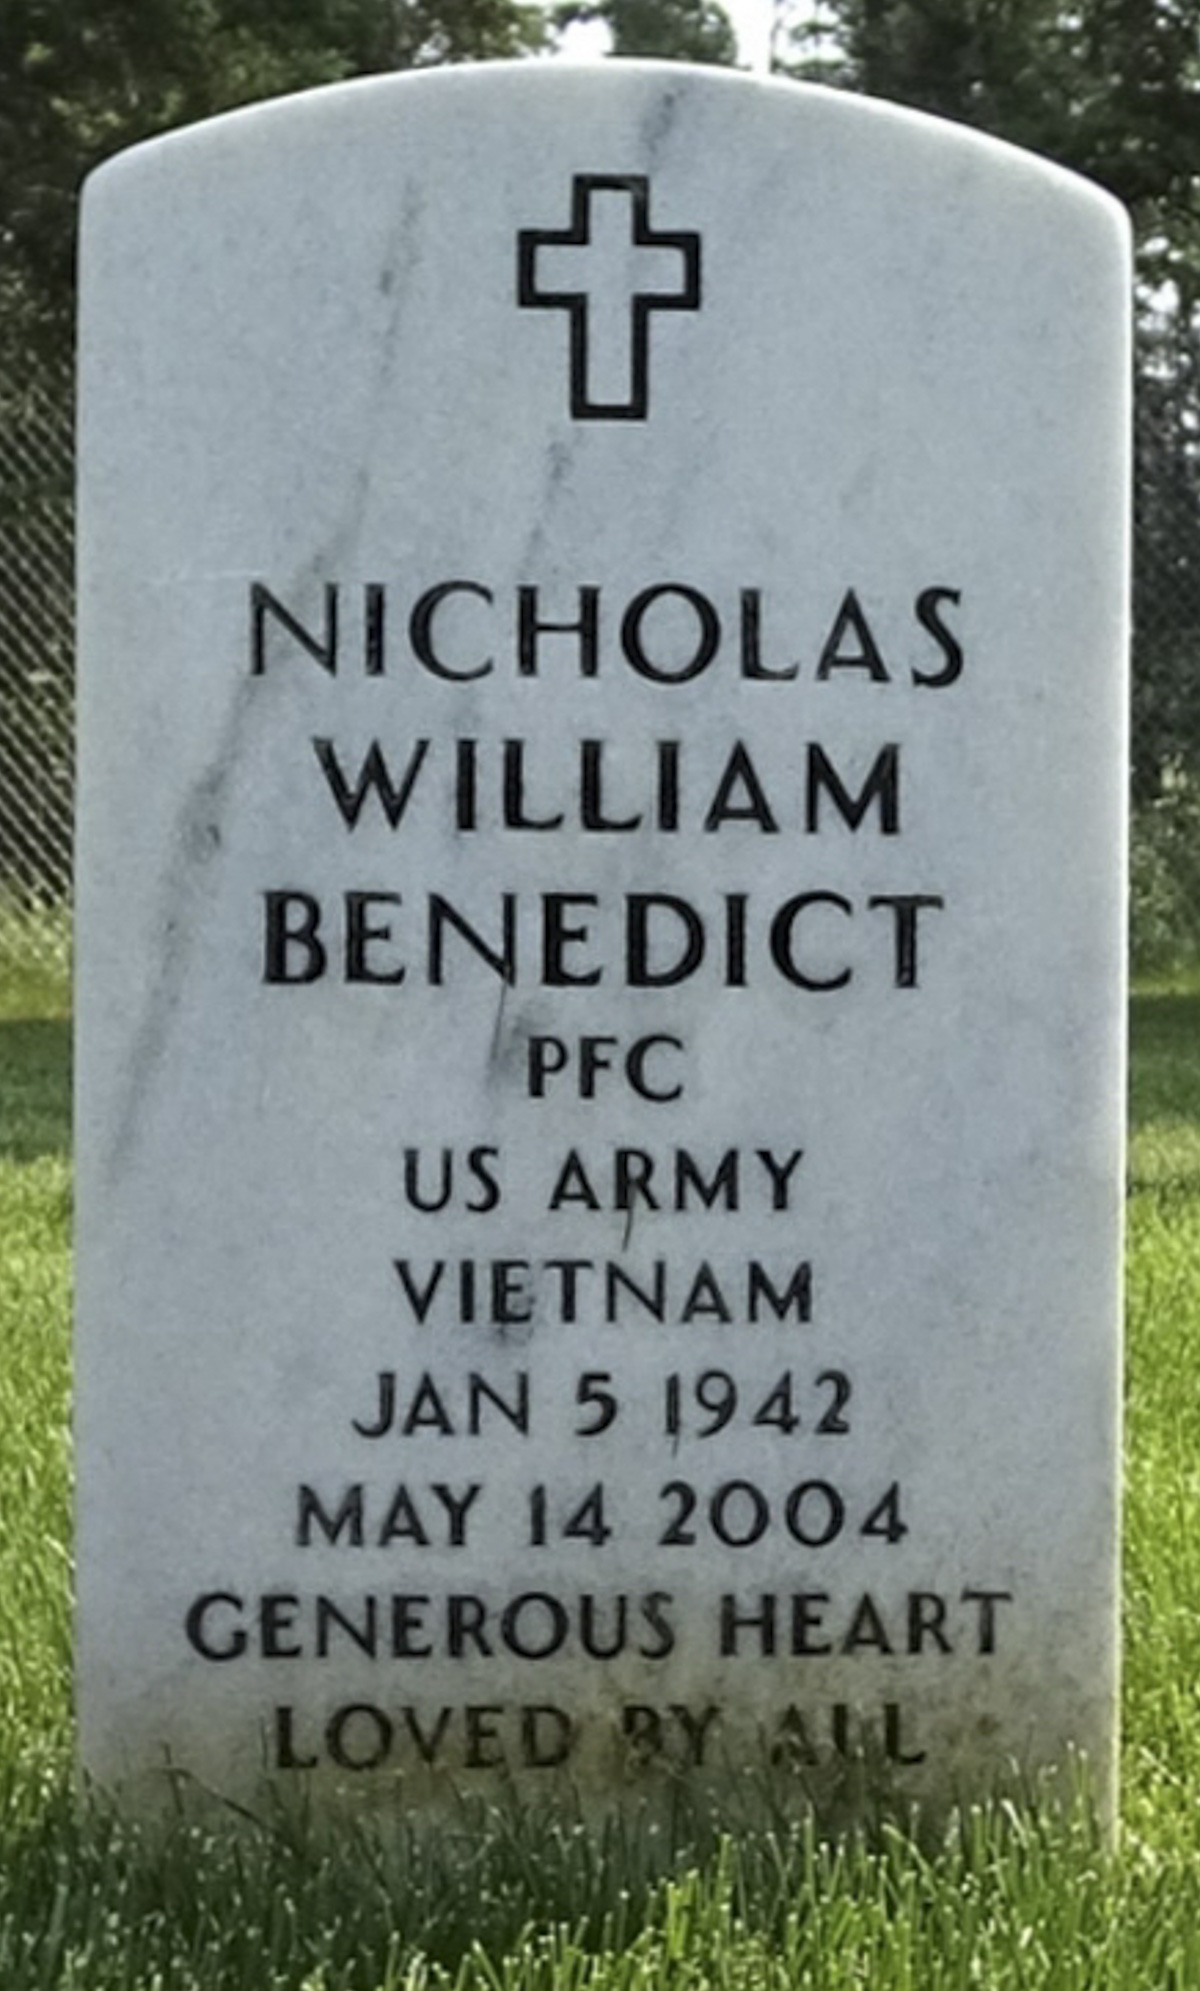 NICHOLAS
WILLIAM
BENEDICT
PFC
US ARMY
VIETNAM
JAN 5 1942
MAY 14 2004
GENEROUS HEART
LOVED BY ALL